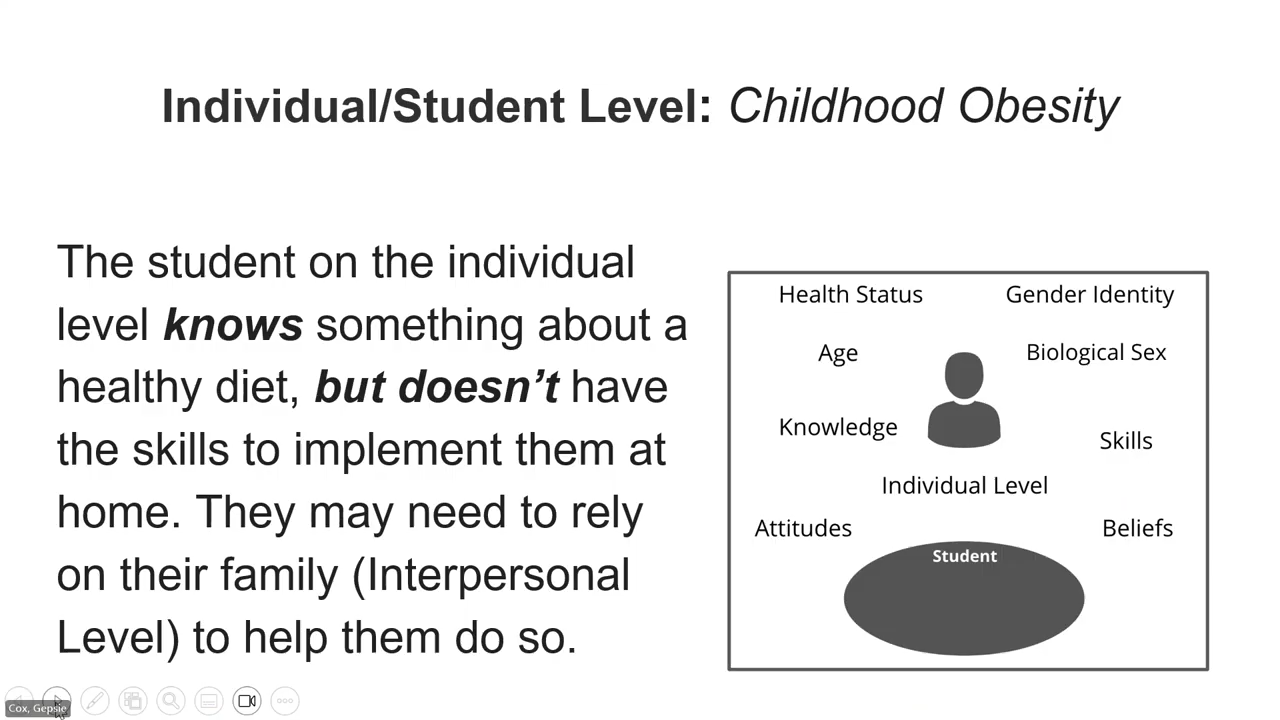 Individual/Student Level: Childhood Obesity
The student on the individual
level knows something about a
healthy diet, but doesn’t have
the skills to implement them at
home. They may need to rely
on their family (Interpersonal
Level) to help them do so.
Health Status
Gender Identity
Age
Biological Sex
Knowledge
Skills
Individual Level
Attitudes
Beliefs
Student
Cox, Gepsie